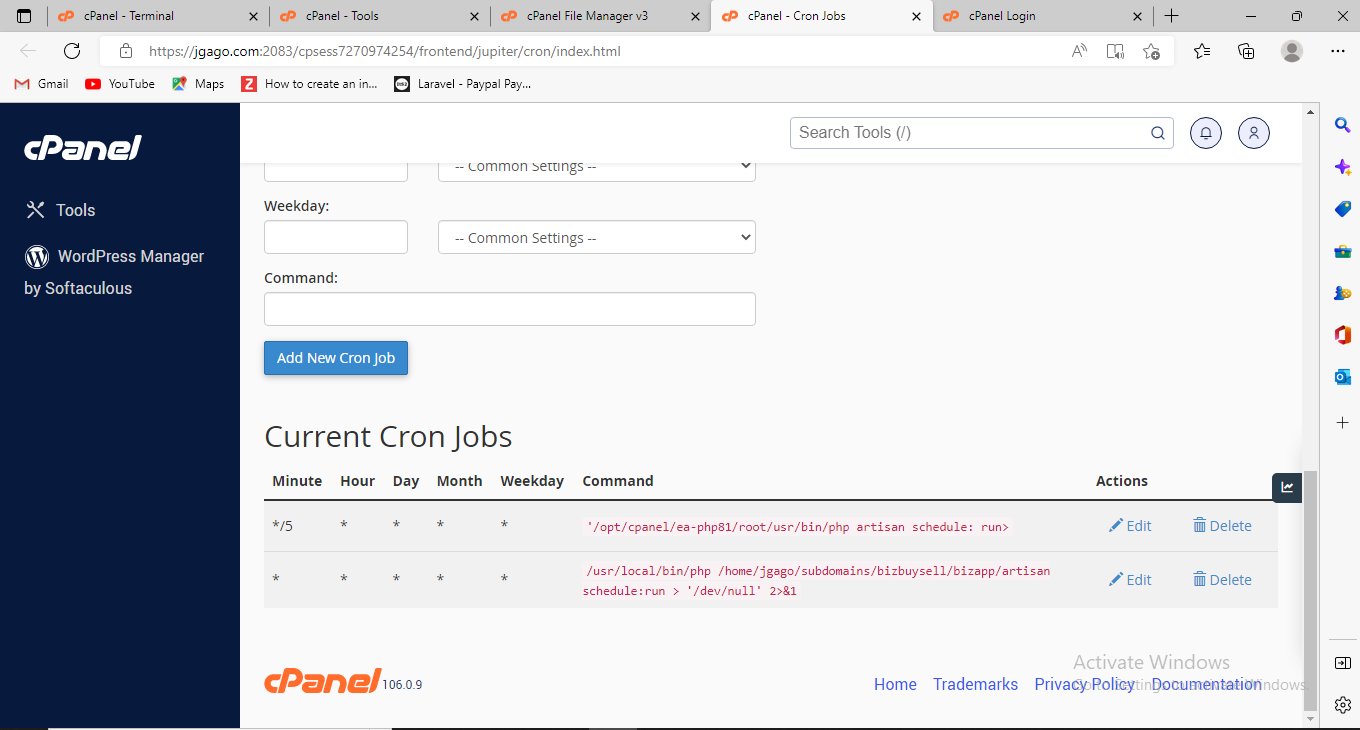 cPanel - Terminal
cPanel - Tools
cPanel File Manager v3
cPanel - Cron Jobs
cPanel Login
https://jgago.com:2083/cpsess7270974254/frontend/jupiter/cron/index.html
Gmail
YouTube
Maps
How to create an in...
Laravel - Paypal Pay...
cPanel
Search Tools (/)
Tools
WordPress Manager
by Softaculous
-- Common Settings --
Weekday:
-- Common Settings --
Command:
Add New Cron Job
Current Cron Jobs
Minute Hour Day Month Weekday Command Actions
*/5 * * * * '/opt/cpanel/ea-php81/root/usr/bin/php artisan schedule: run> Edit Delete
* * * * * /usr/local/bin/php /home/jgago/subdomains/bizbuysell/bizapp/artisan Edit Delete
schedule:run > '/dev/null' 2>&1
Activate Windows
Go to Settings to activate Windows.
cPanel 106.0.9
Home Trademarks Privacy Policy Documentation